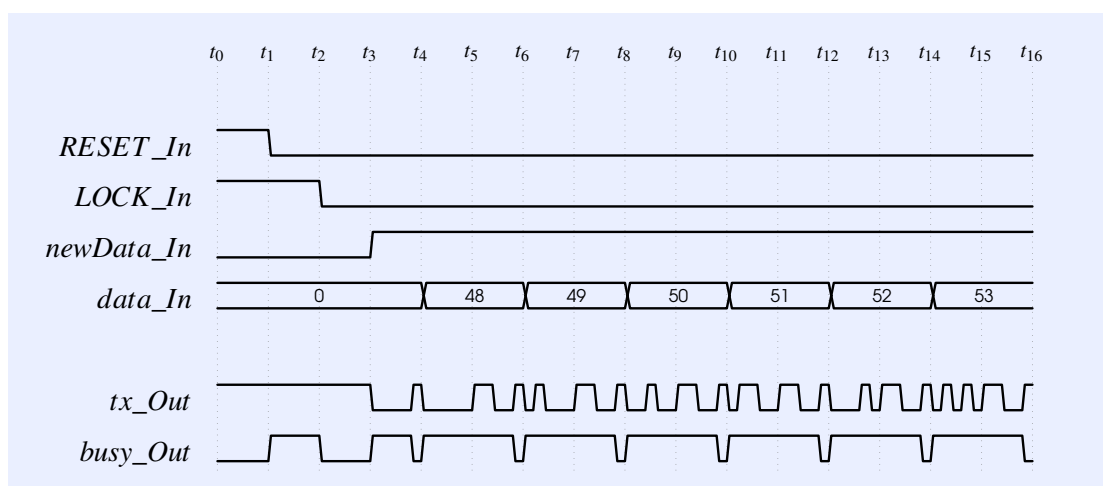 t0 t1 t2 t3 t4 t5 t6 t7 t8 t9 t10 t11 t12 t13 t14 t15 t16
RESET_In
LOCK_In
newData_In
data_In 0 48 49 50 51 52 53
tx_Out
busy_Out